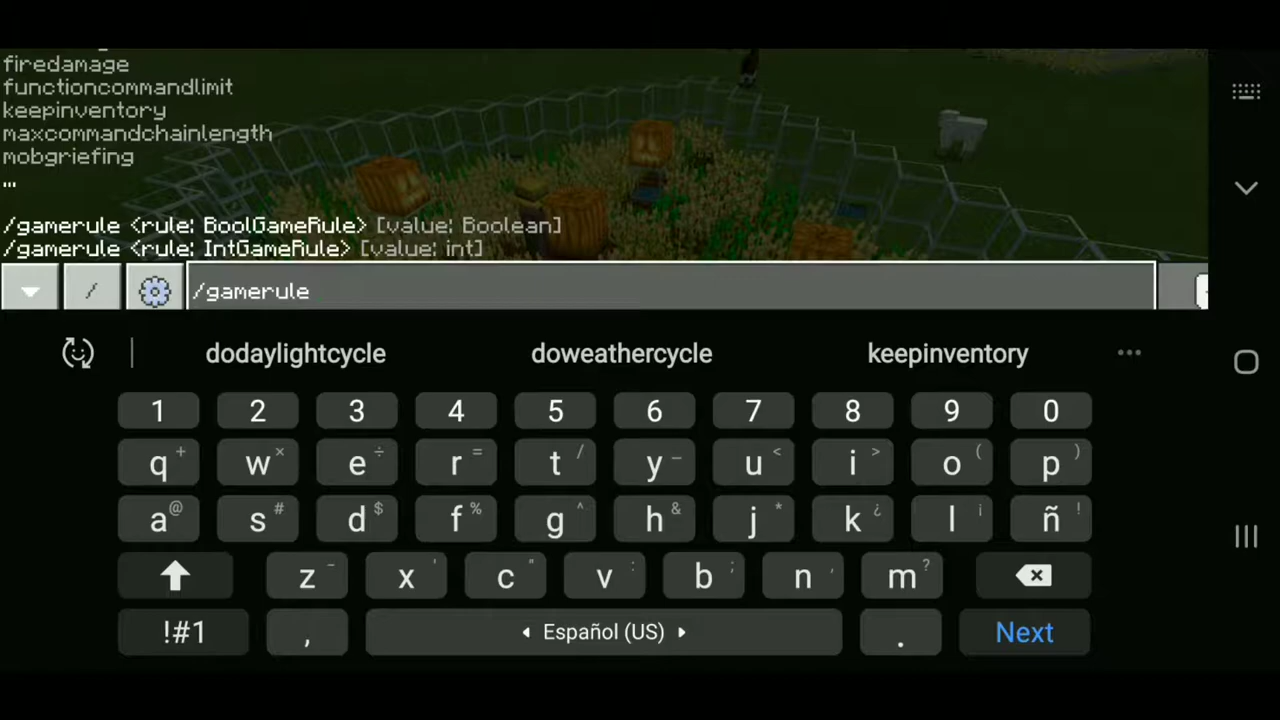 firedamage
functioncommandlimit
keepinventory
maxcommandchainlength
mobgriefing
...
/gamerule <rule: BoolGameRule> [value: Boolean]
/gamerule <rule: IntGameRule> [value: int]
/ /gamerule
dodaylightcycle doweathercycle keepinventory
1 2 3 4 5 6 7 8 9 0
q + w × e ÷ r = t / y _ u < i > o ( p )
a @ s # d $ f % g ^ h & j * k ¿ l ¡ ñ !
z - x ' c " v : b ; n , m ?
!#1 , Español (US) . Next